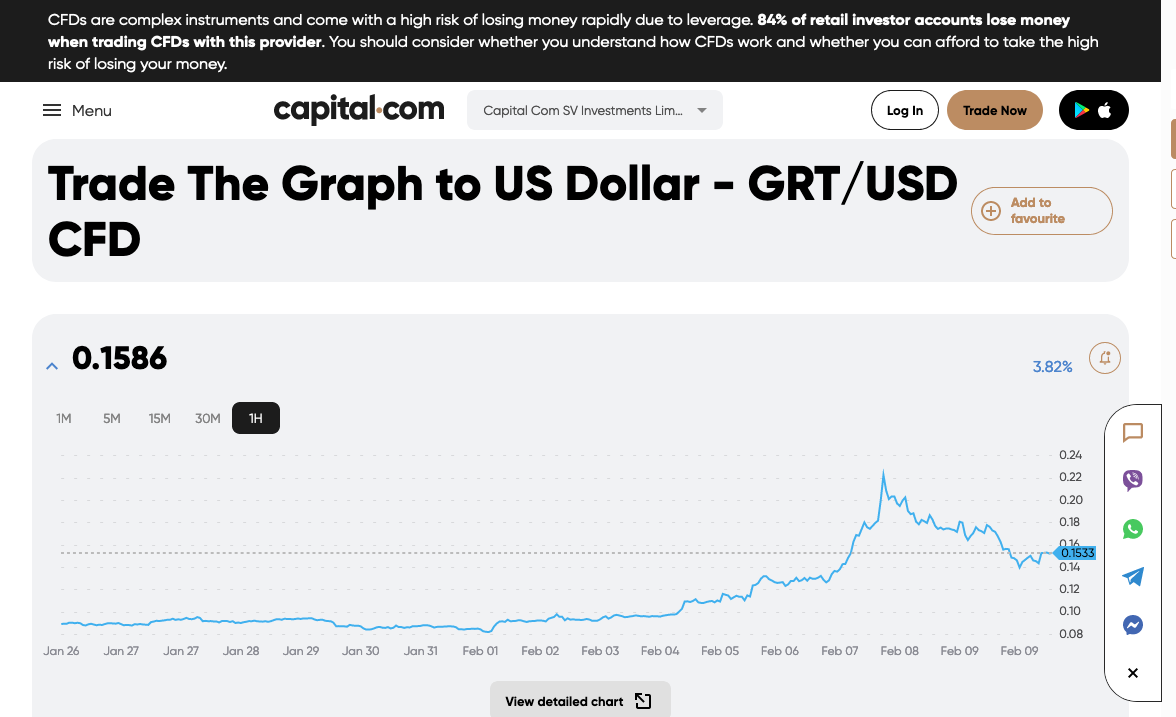 CFDs are complex instruments and come with a high risk of losing money rapidly due to leverage. 84% of retail investor accounts lose money
when trading CFDs with this provider. You should consider whether you understand how CFDs work and whether you can afford to take the high
risk of losing your money.
Menu
capital.com
Capital Com SV Investments Lim...
Log In
Trade Now
Trade The Graph to US Dollar - GRT/USD
CFD
Add to
favourite
0.1586
3.82%
1M 5M 15M 30M 1H
0.24
0.22
0.20
0.18
0.16
0.1533
0.14
0.12
0.10
0.08
Jan 26 Jan 27 Jan 27 Jan 28 Jan 29 Jan 30 Jan 31 Feb 01 Feb 02 Feb 03 Feb 04 Feb 05 Feb 06 Feb 07 Feb 08 Feb 09 Feb 09
View detailed chart